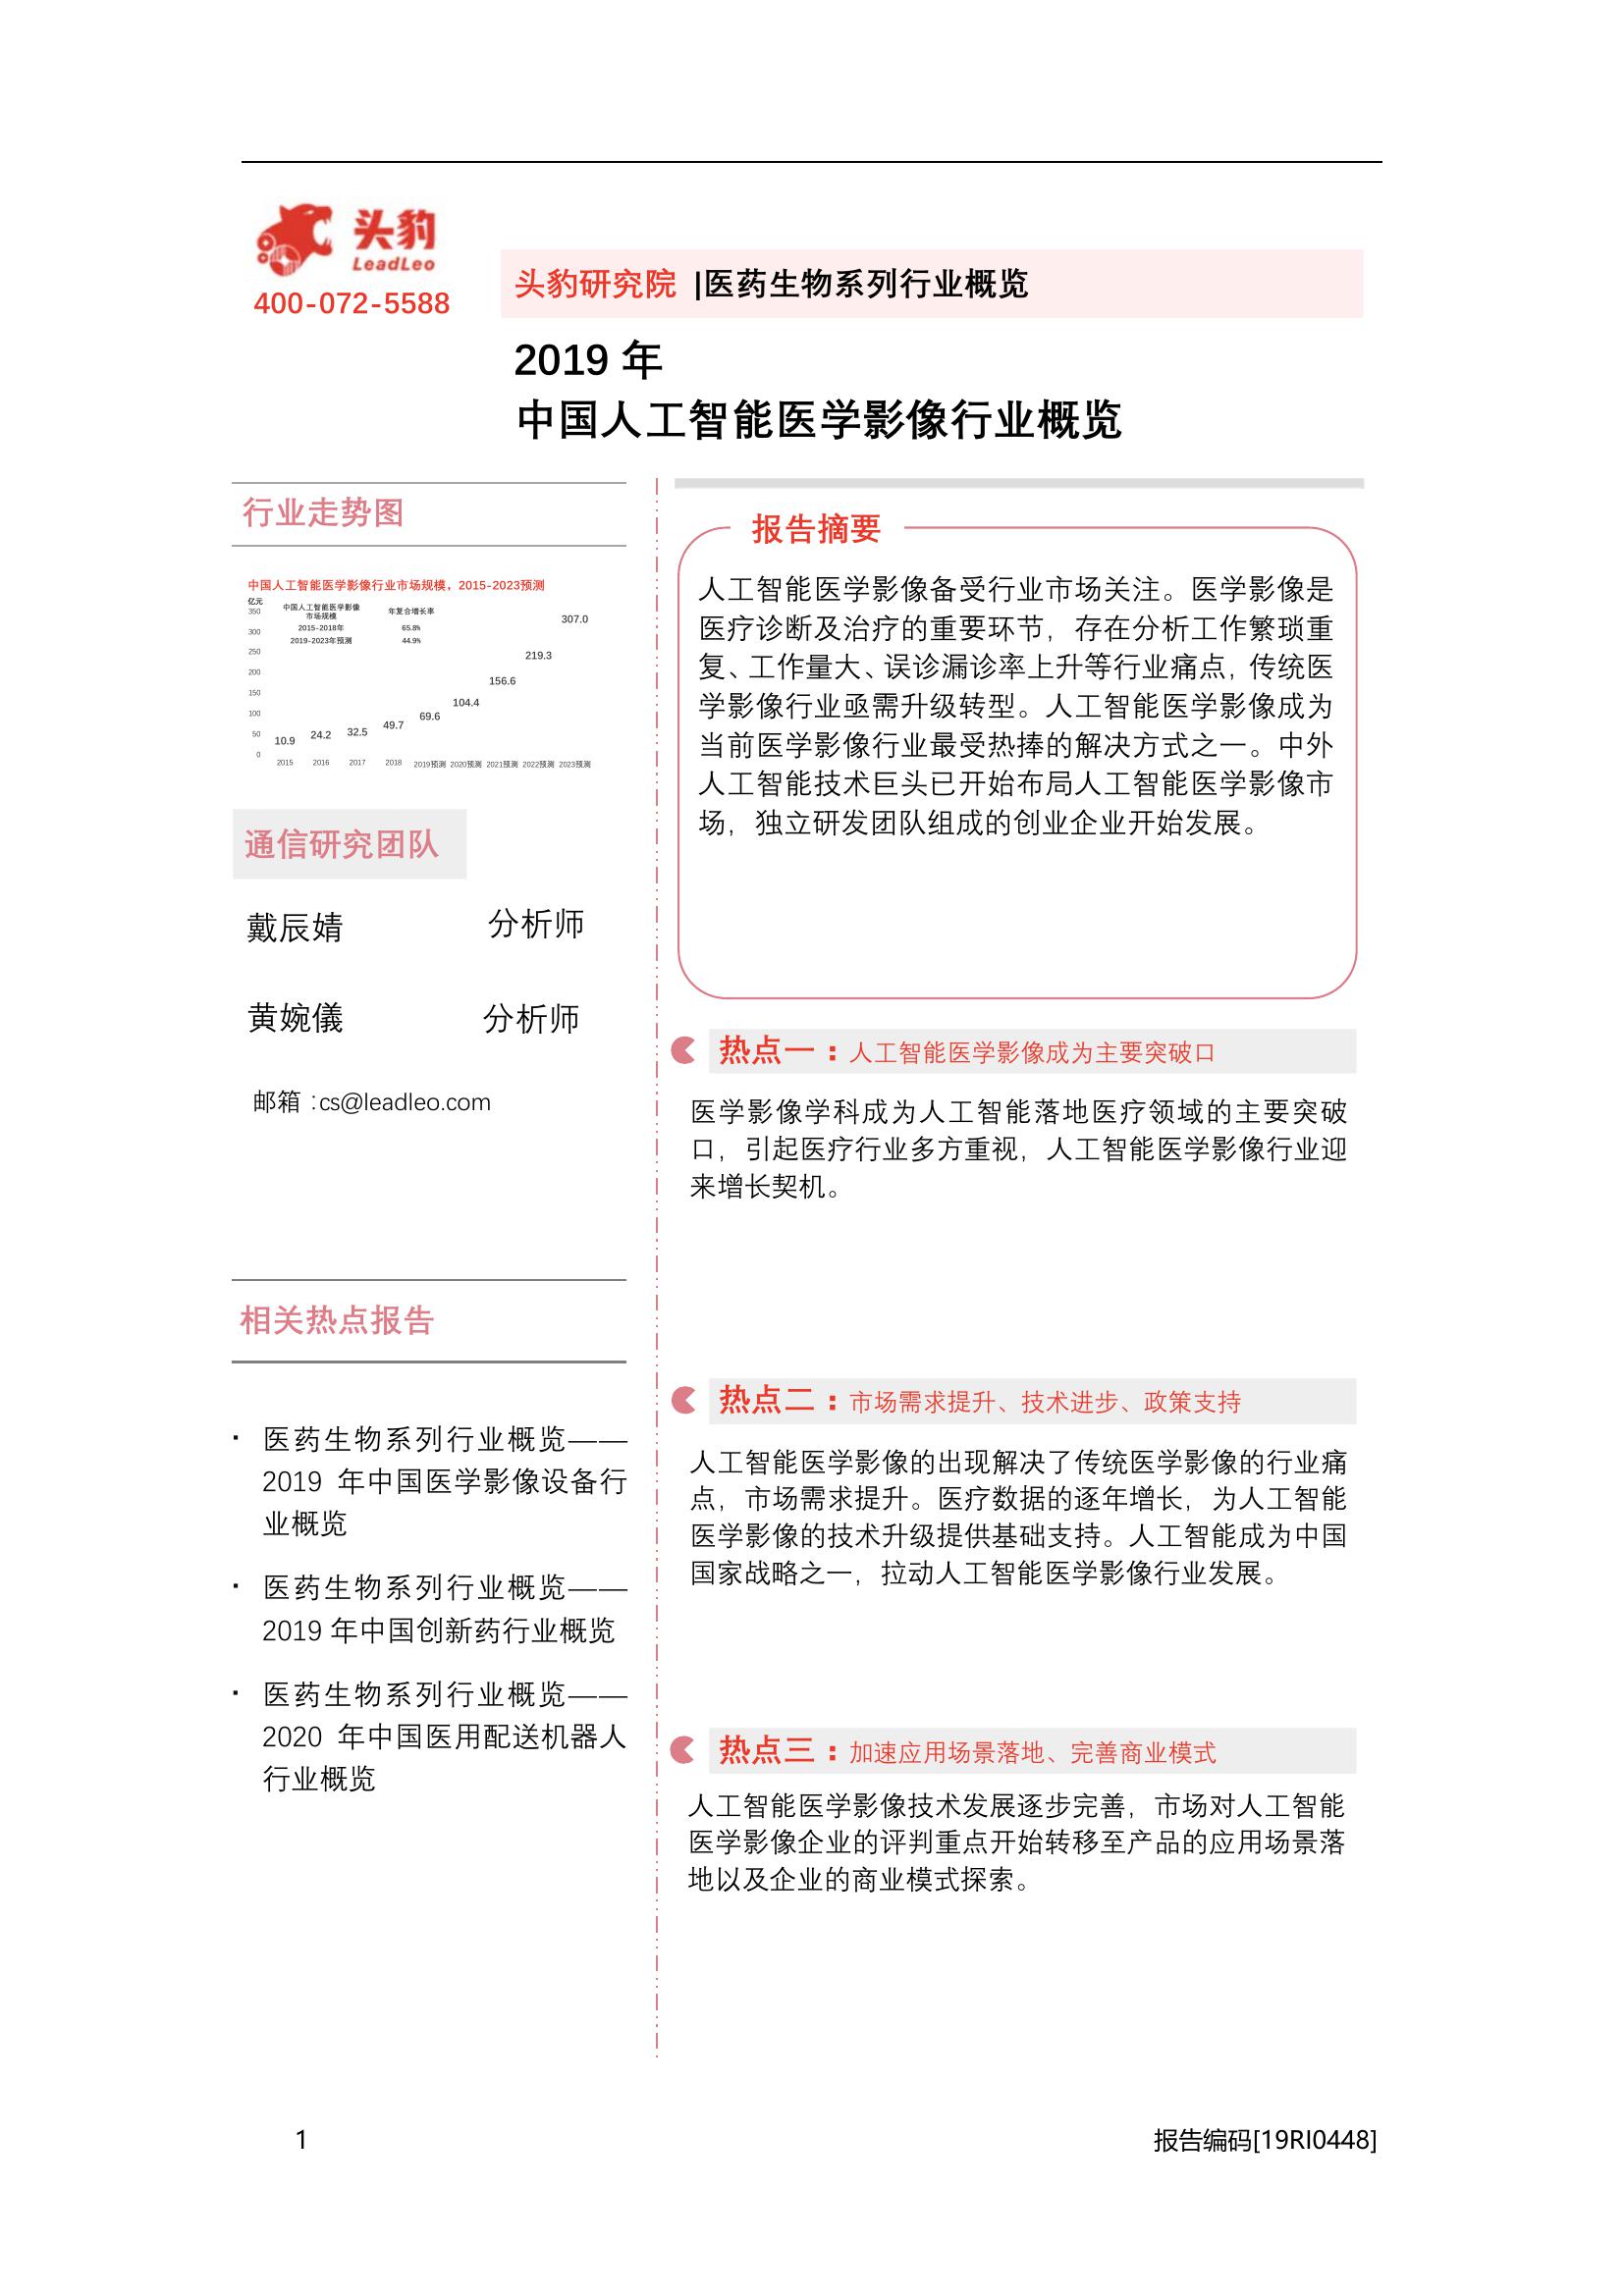 头豹
LeadLeo
400-072-5588
头豹研究院 |医药生物系列行业概览
2019 年
中国人工智能医学影像行业概览
行业走势图
中国人工智能医学影像行业市场规模，2015-2023预测
亿元
350
300
250
200
150
100
50
0
中国人工智能医学影像
市场规模
年复合增长率
2015-2018年 65.8%
2019-2023年预测 44.9%
10.9
24.2
32.5
49.7
69.6
104.4
156.6
219.3
307.0
2015 2016 2017 2018 2019预测 2020预测 2021预测 2022预测 2023预测
通信研究团队
戴辰婧 分析师
黄婉儀 分析师
邮箱：cs@leadleo.com
相关热点报告
▪ 医药生物系列行业概览——
2019 年中国医学影像设备行
业概览
▪ 医药生物系列行业概览——
2019 年中国创新药行业概览
▪ 医药生物系列行业概览——
2020 年中国医用配送机器人
行业概览
报告摘要
人工智能医学影像备受行业市场关注。医学影像是
医疗诊断及治疗的重要环节，存在分析工作繁琐重
复、工作量大、误诊漏诊率上升等行业痛点，传统医
学影像行业亟需升级转型。人工智能医学影像成为
当前医学影像行业最受热捧的解决方式之一。中外
人工智能技术巨头已开始布局人工智能医学影像市
场，独立研发团队组成的创业企业开始发展。
热点一：人工智能医学影像成为主要突破口
医学影像学科成为人工智能落地医疗领域的主要突破
口，引起医疗行业多方重视，人工智能医学影像行业迎
来增长契机。
热点二：市场需求提升、技术进步、政策支持
人工智能医学影像的出现解决了传统医学影像的行业痛
点，市场需求提升。医疗数据的逐年增长，为人工智能
医学影像的技术升级提供基础支持。人工智能成为中国
国家战略之一，拉动人工智能医学影像行业发展。
热点三：加速应用场景落地、完善商业模式
人工智能医学影像技术发展逐步完善，市场对人工智能
医学影像企业的评判重点开始转移至产品的应用场景落
地以及企业的商业模式探索。
1
报告编码[19RI0448]